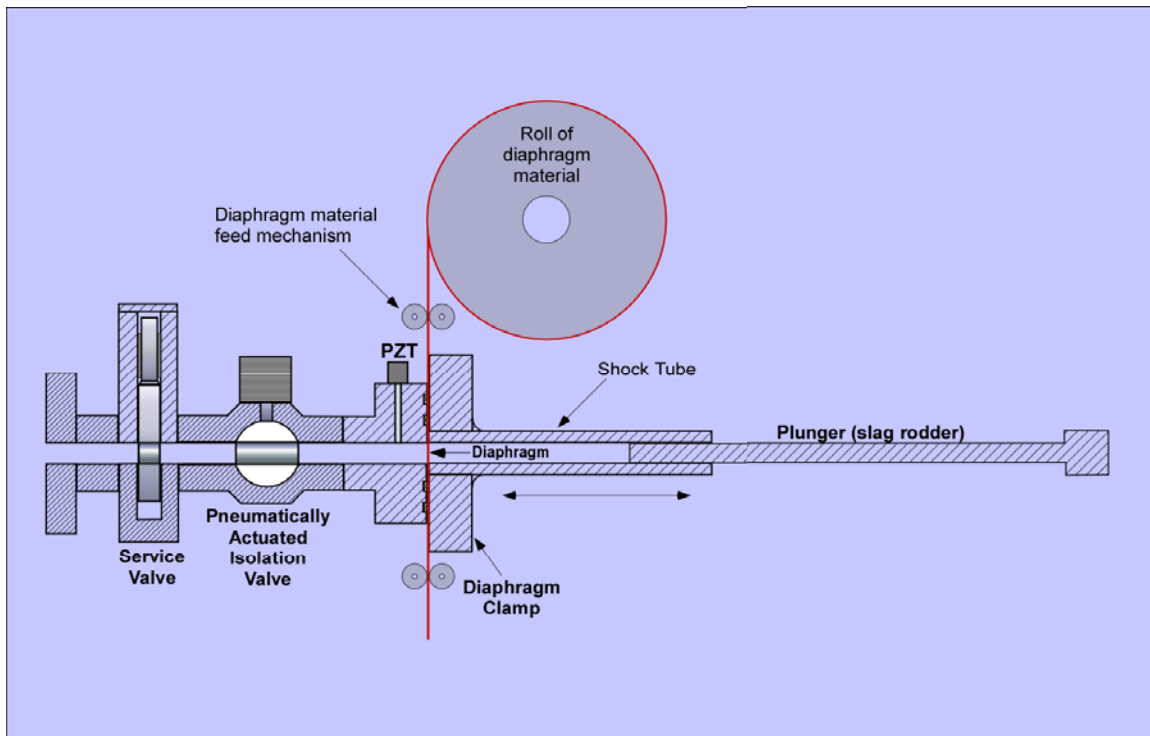 Roll of
diaphragm
material
Diaphragm material
feed mechanism
PZT
Shock Tube
Plunger (slag rodder)
Diaphragm
Pneumatically
Actuated
Isolation
Valve
Service
Valve
Diaphragm
Clamp